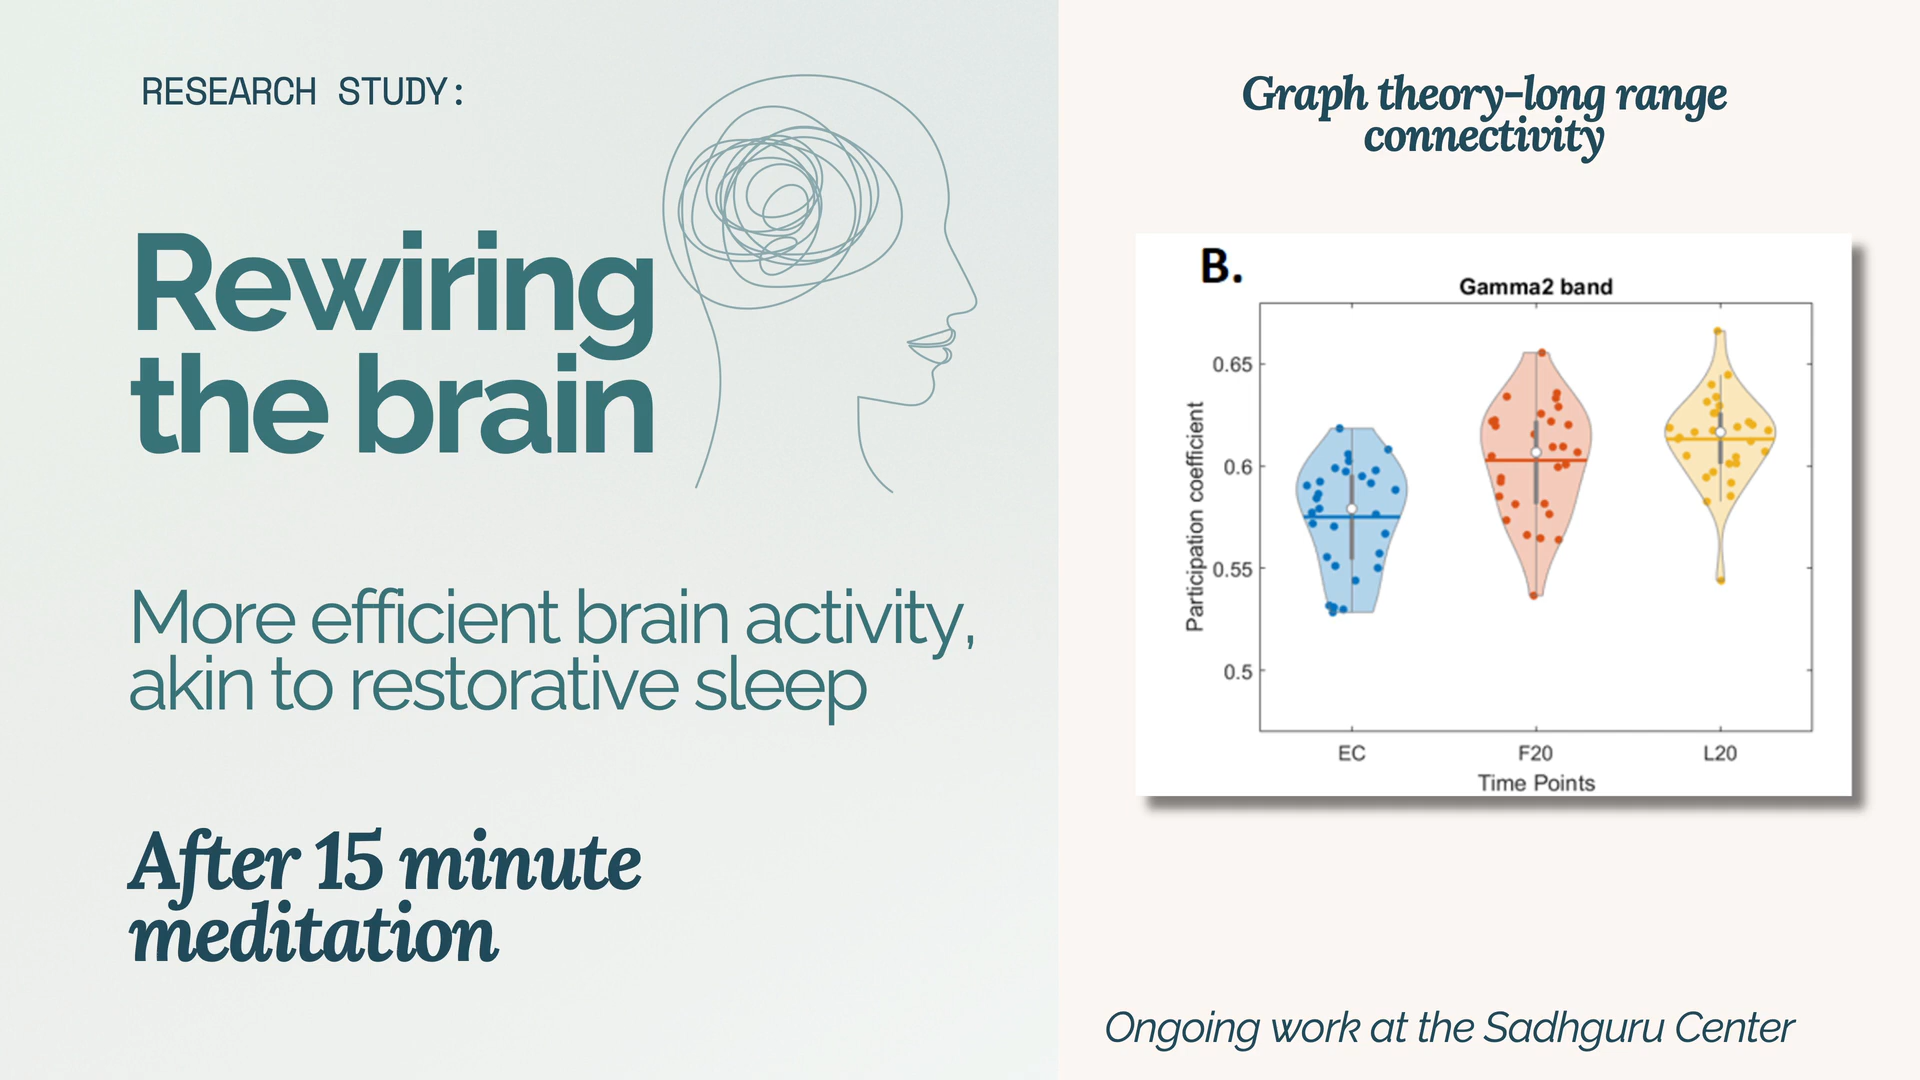 RESEARCH STUDY:
Rewiring
the brain
More efficient brain activity,
akin to restorative sleep
After 15 minute
meditation
Graph theory-long range
connectivity
B.
Gamma2 band
Participation coefficient
0.65
0.6
0.55
0.5
EC
F20
L20
Time Points
Ongoing work at the Sadhguru Center